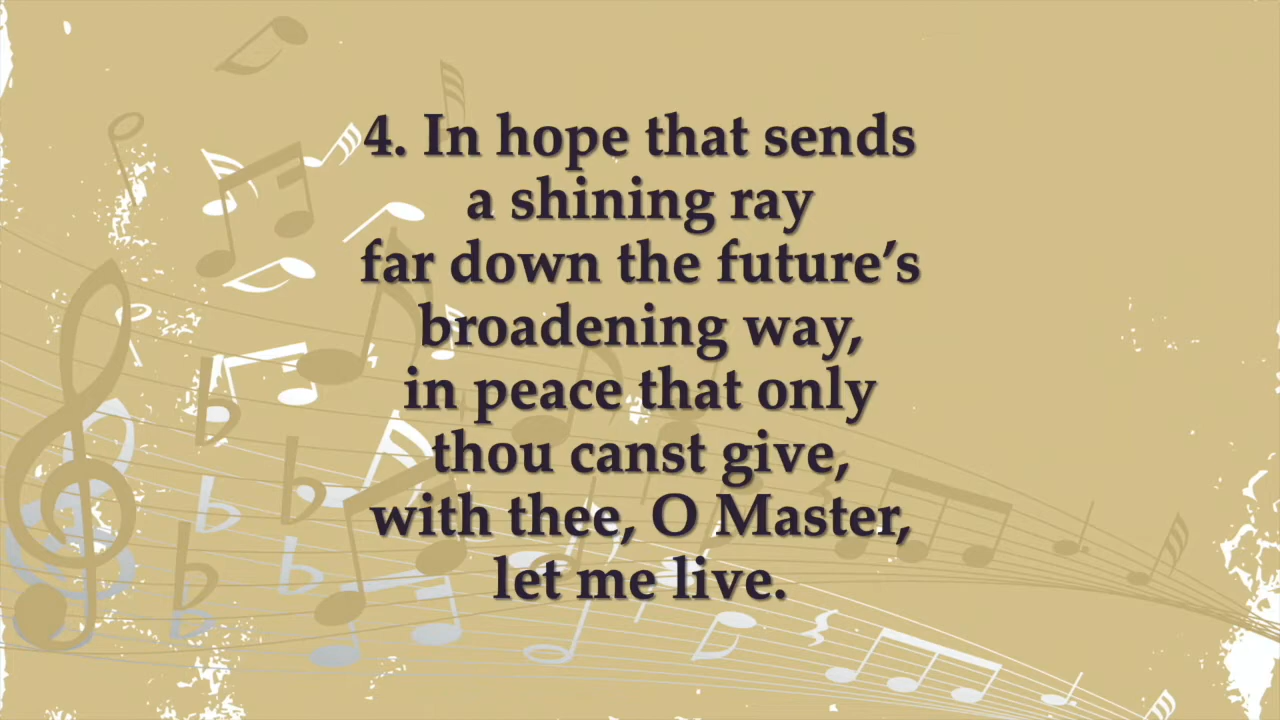 4. In hope that sends
a shining ray
far down the future’s
broadening way,
in peace that only
thou canst give,
with thee, O Master,
let me live.